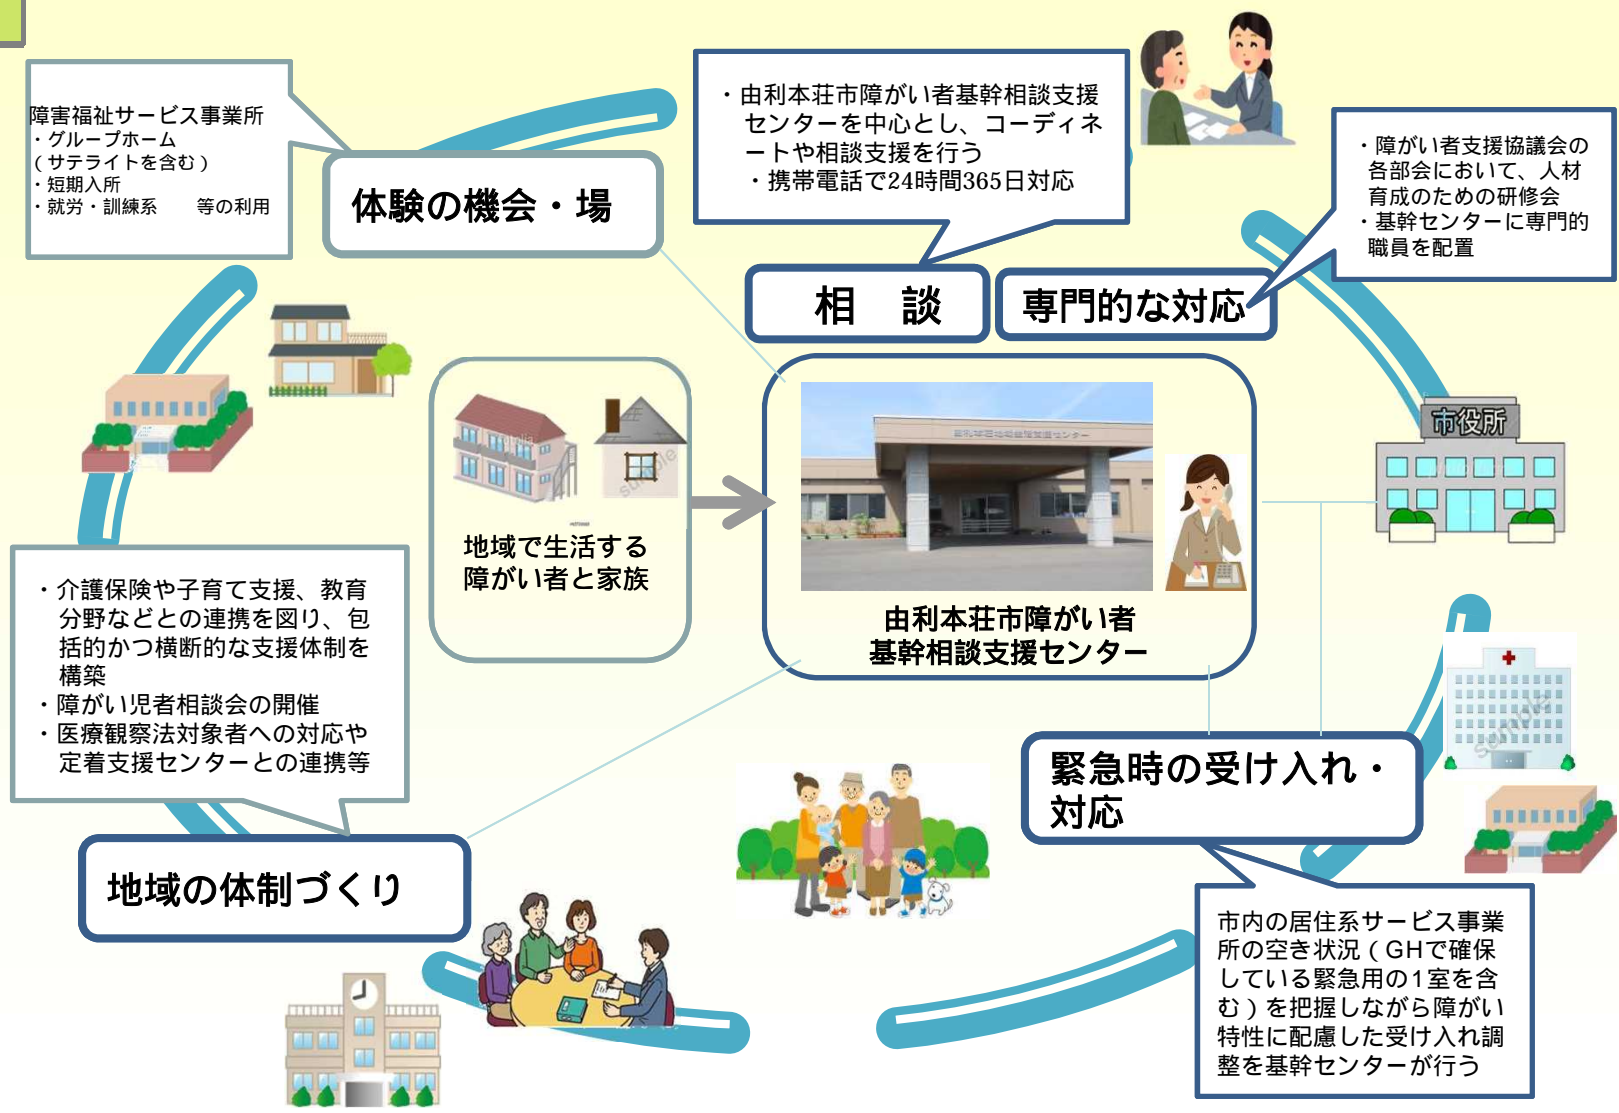 障害福祉サービス事業所
・グループホーム
（サテライトを含む）
・短期入所
・就労・訓練系　等の利用
体験の機会・場
・由利本荘市障がい者基幹相談支援
センターを中心とし、コーディネ
ートや相談支援を行う
・携帯電話で24時間365日対応
相　談
・障がい者支援協議会の
各部会において、人材
育成のための研修会
・基幹センターに専門的
職員を配置
専門的な対応
市役所
地域で生活する
障がい者と家族
sample
由利本荘市障がい者
基幹相談支援センター
・介護保険や子育て支援、教育
分野などとの連携を図り、包
括的かつ横断的な支援体制を
構築
・障がい児者相談会の開催
・医療観察法対象者への対応や
定着支援センターとの連携等
地域の体制づくり
sample
緊急時の受け入れ・
対応
市内の居住系サービス事業
所の空き状況（GHで確保
している緊急用の1室を含
む）を把握しながら障がい
特性に配慮した受け入れ調
整を基幹センターが行う